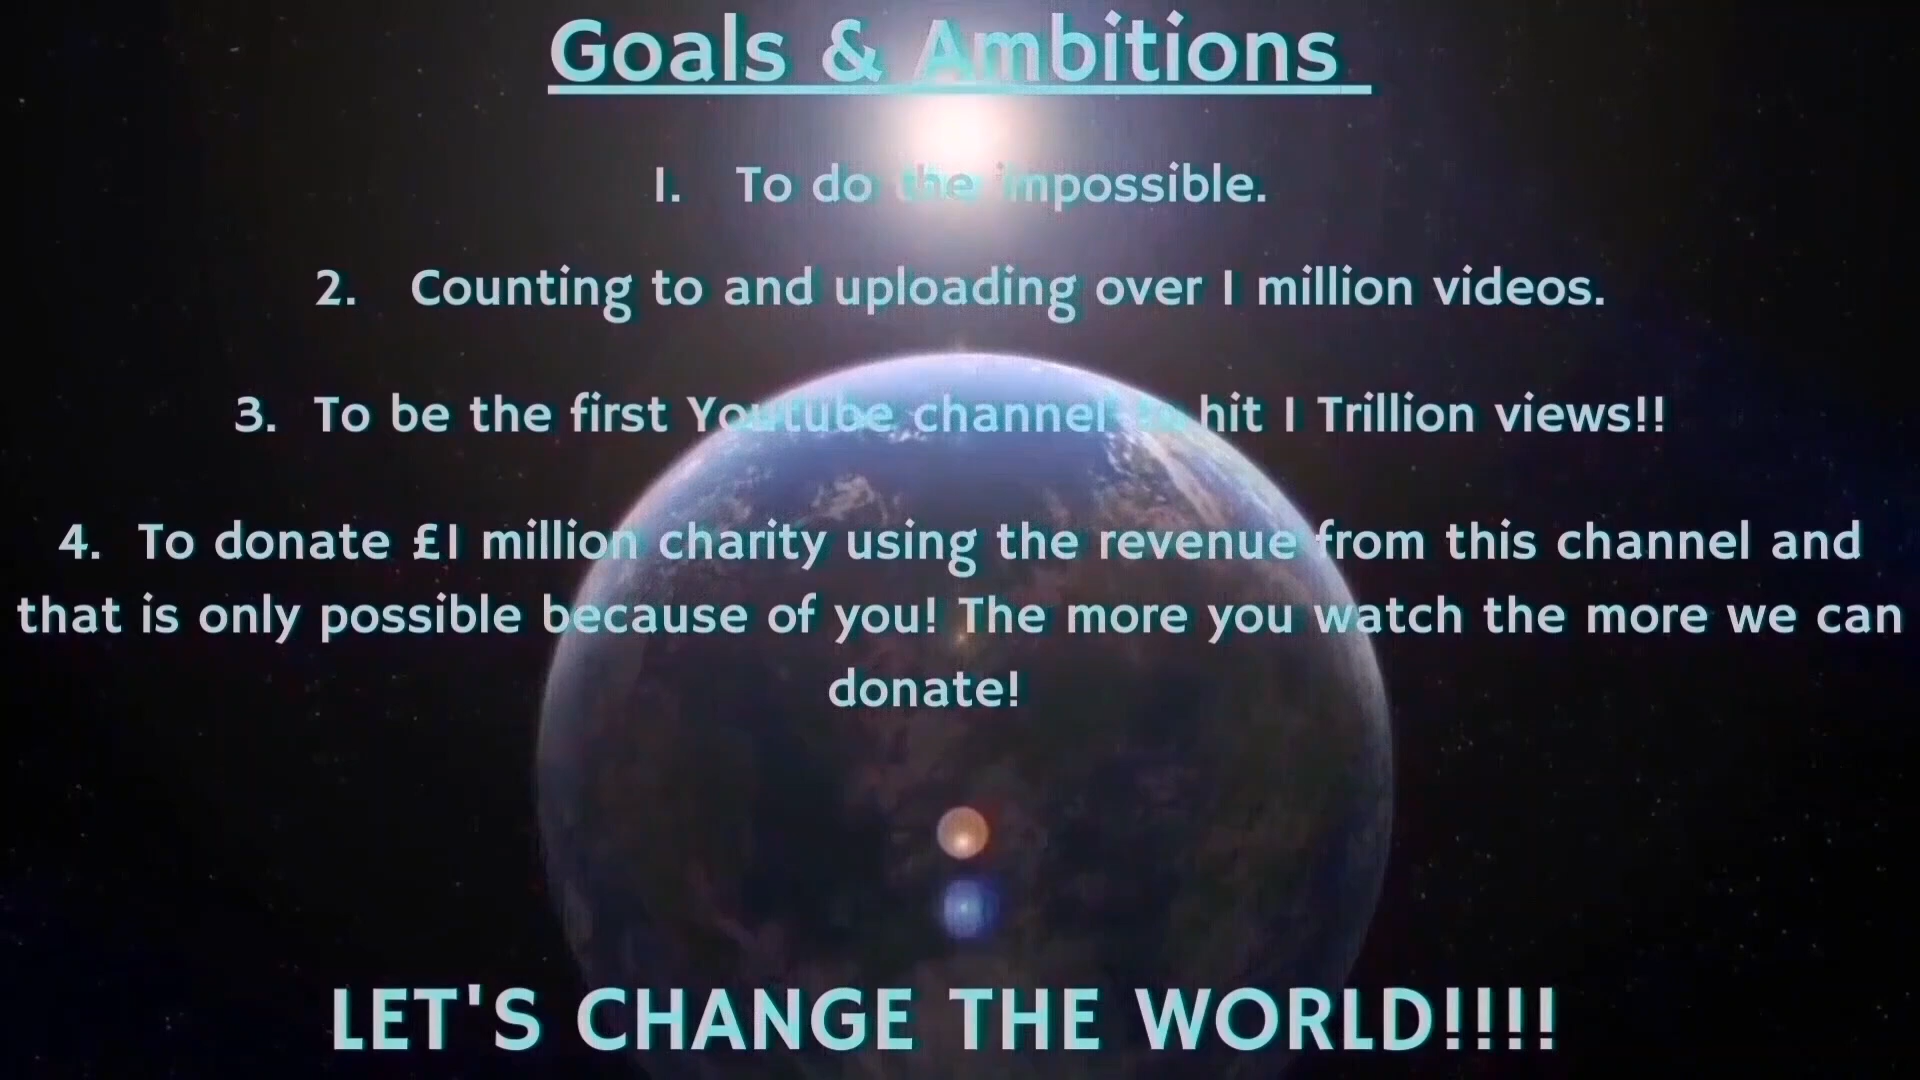 Goals & Ambitions
1. To do the impossible.
2. Counting to and uploading over 1 million videos.
3. To be the first Youtube channel to hit 1 Trillion views!!
4. To donate £1 million charity using the revenue from this channel and
that is only possible because of you! The more you watch the more we can
donate!
LET'S CHANGE THE WORLD!!!!